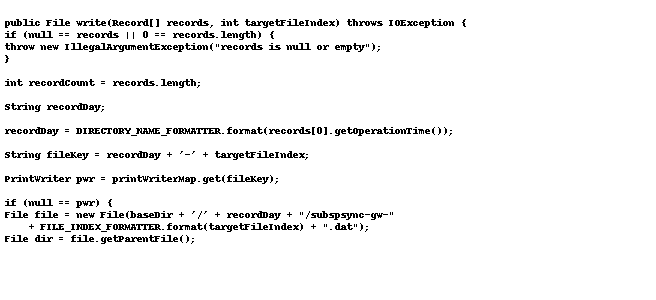 public File write(Record[] records, int targetFileIndex) throws IOException {
if (null == records || 0 == records.length) {
throw new IllegalArgumentException("records is null or empty");
}
int recordCount = records.length;
String recordDay;
recordDay = DIRECTORY_NAME_FORMATTER.format(records[0].getOperationTime());
String fileKey = recordDay + '-' + targetFileIndex;
PrintWriter pwr = printWriterMap.get(fileKey);
if (null == pwr) {
File file = new File(baseDir + '/' + recordDay + "/subspsync-gw-"
+ FILE_INDEX_FORMATTER.format(targetFileIndex) + ".dat");
File dir = file.getParentFile();